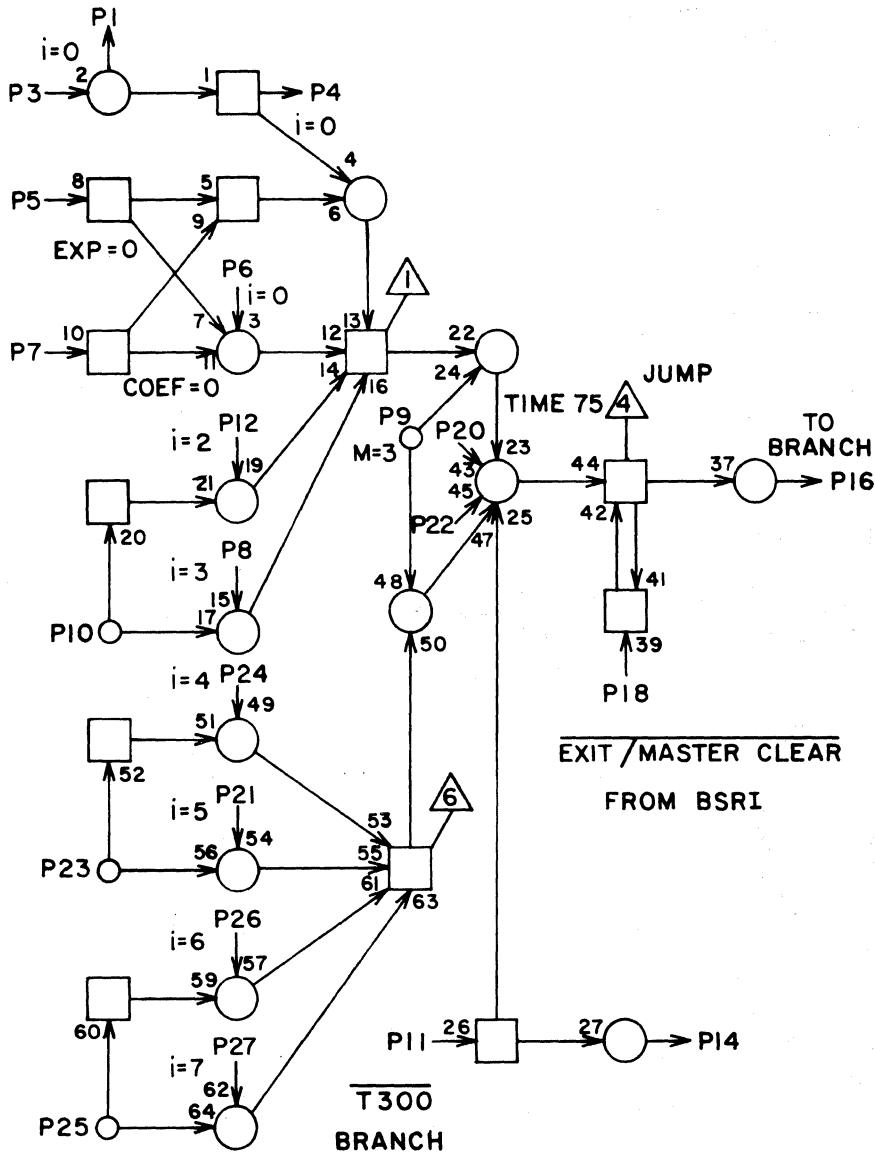 P1
i=0
P3
2
1
P4
i=0
4
P5
8
5
6
9
EXP=0
P6
i=0
7
3
P7
10
11
COEF=0
12
13
14
16
1
22
24
P9
M=3
P12
i=2
19
21
20
P8
i=3
15
17
P10
TIME 75
4
JUMP
P20
43
23
45
P22
25
47
44
42
37
TO
BRANCH
P16
41
39
P18
48
50
P24
i=4
49
51
52
P21
i=5
54
56
P23
53
55
61
63
6
EXIT/MASTER CLEAR
FROM BSRI
P26
i=6
57
59
60
P27
i=7
62
64
P25
P11
26
27
P14
T300
BRANCH